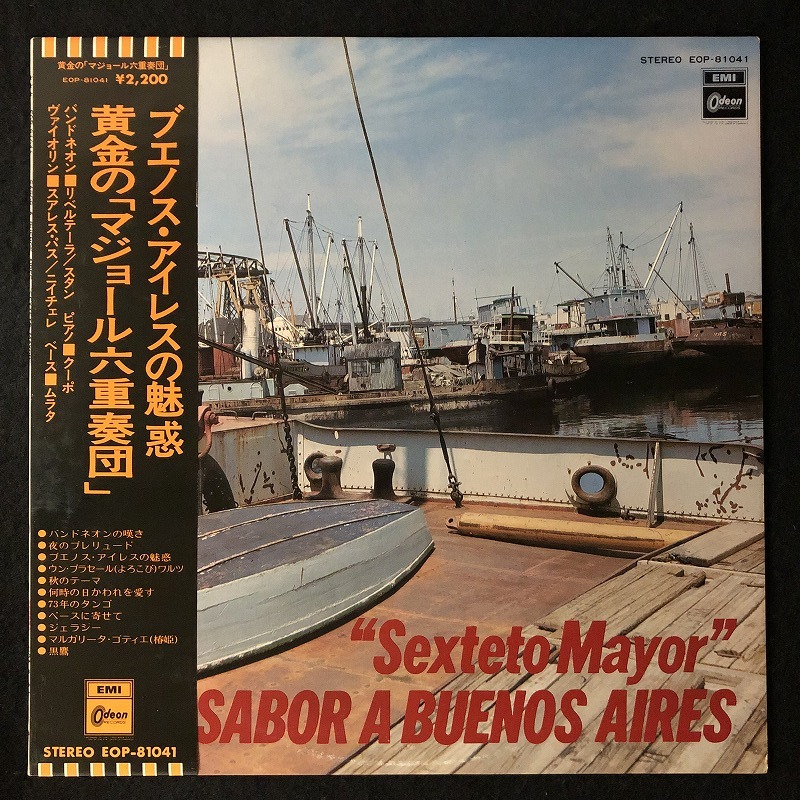 黄金の「マジョール六重奏団」
EOP-81041 ¥2,200
ブエノス・アイレスの魅惑
黄金の「マジョール六重奏団」
バンドネオン■リベルテーラ/スタン ピアノ■クーポ
ヴァイオリン■スアレス・パス/ニイチェレ ベース■ムラタ
●バンドネオンの嘆き
●夜のプレリュード
●ブエノス・アイレスの魅惑
●ウン・プラセール(よろこび)ワルツ
●秋のテーマ
●何時の日かわれを愛す
●73年のタンゴ
●ベースに寄せて
●ジェラシー
●マルガリータ・ゴティエ(椿姫)
●黒鷹
EMI
Odeon
RECORDS
STEREO EOP-81041
STEREO EOP-81041
EMI
Odeon
RECORDS
"Sexteto Mayor"
SABOR A BUENOS AIRES